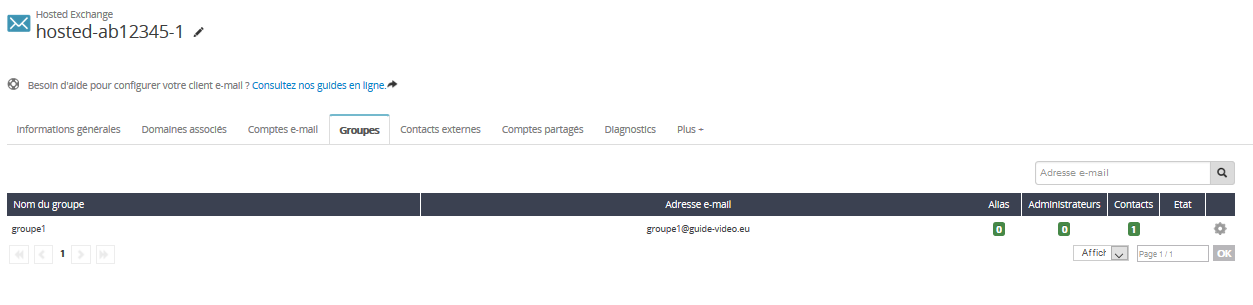 Hosted Exchange
hosted-ab12345-1
Besoin d'aide pour configurer votre client e-mail ? Consultez nos guides en ligne.
Informations générales Domaines associés Comptes e-mail Groupes Contacts externes Comptes partagés Diagnostics Plus +
Adresse e-mail
Nom du groupe Adresse e-mail Alias Administrateurs Contacts Etat
groupe1 groupe1@guide-video.eu 0 0 1
1 Affich Page 1 / 1 OK